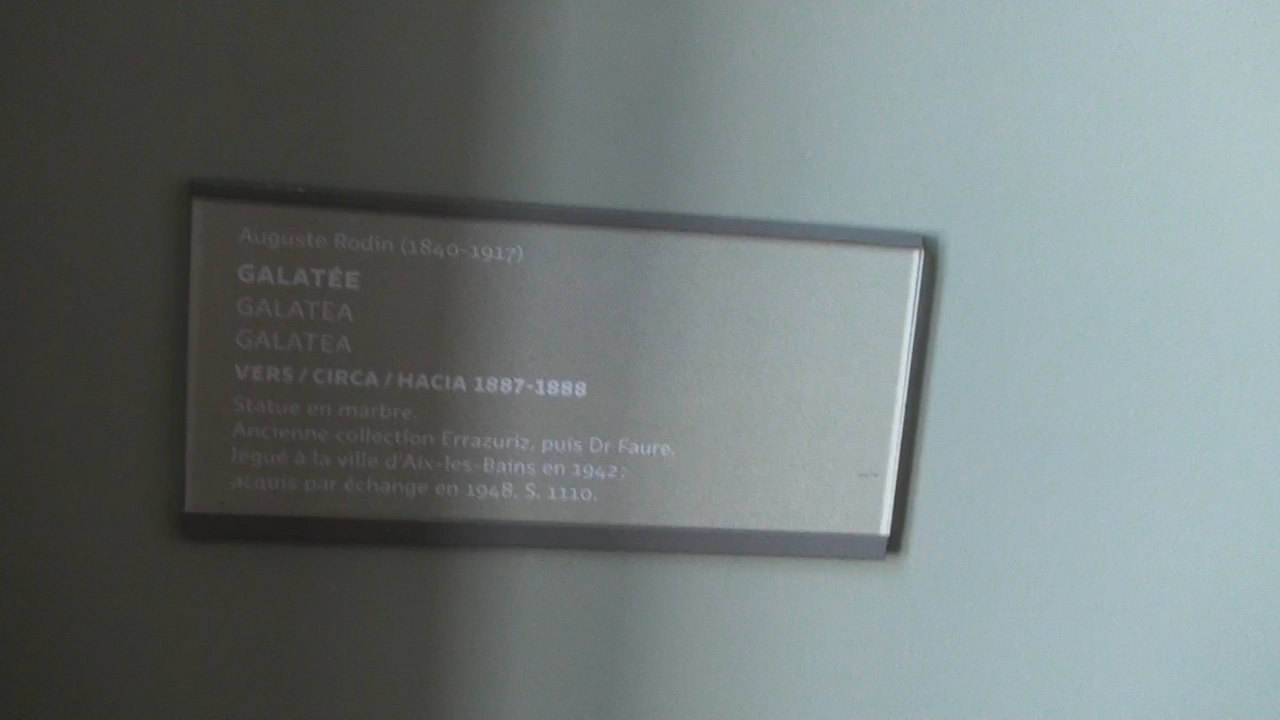 Auguste Rodin (1840-1917)
GALATÉE
GALATEA
GALATEA
VERS / CIRCA / HACIA 1887-1888
Statue en marbre.
Ancienne collection Errazuriz, puis Dr Faure,
légué à la ville d'Aix-les-Bains en 1942;
acquis par échange en 1948. S. 1110.